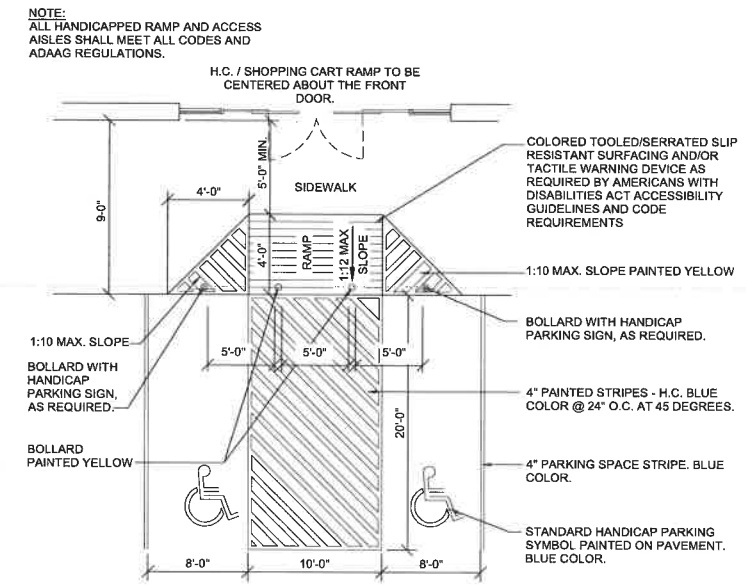 NOTE:
ALL HANDICAPPED RAMP AND ACCESS
AISLES SHALL MEET ALL CODES AND
ADAAG REGULATIONS.
H.C. / SHOPPING CART RAMP TO BE
CENTERED ABOUT THE FRONT
DOOR.
COLORED TOOLED/SERRATED SLIP
RESISTANT SURFACING AND/OR
TACTILE WARNING DEVICE AS
REQUIRED BY AMERICANS WITH
DISABILITIES ACT ACCESSIBILITY
GUIDELINES AND CODE
REQUIREMENTS
5'-0" MIN.
SIDEWALK
4'-0"
9-0"
4'-0"
RAMP
1:12 MAX
SLOPE
1:10 MAX. SLOPE PAINTED YELLOW
BOLLARD WITH HANDICAP
PARKING SIGN, AS REQUIRED.
1:10 MAX. SLOPE
BOLLARD WITH
HANDICAP
PARKING SIGN,
AS REQUIRED.
5'-0"
5'-0"
5'-0"
4" PAINTED STRIPES - H.C. BLUE
COLOR @ 24" O.C. AT 45 DEGREES.
20'-0"
BOLLARD
PAINTED YELLOW
4" PARKING SPACE STRIPE. BLUE
COLOR.
STANDARD HANDICAP PARKING
SYMBOL PAINTED ON PAVEMENT.
BLUE COLOR.
8'-0"
10'-0"
8'-0"